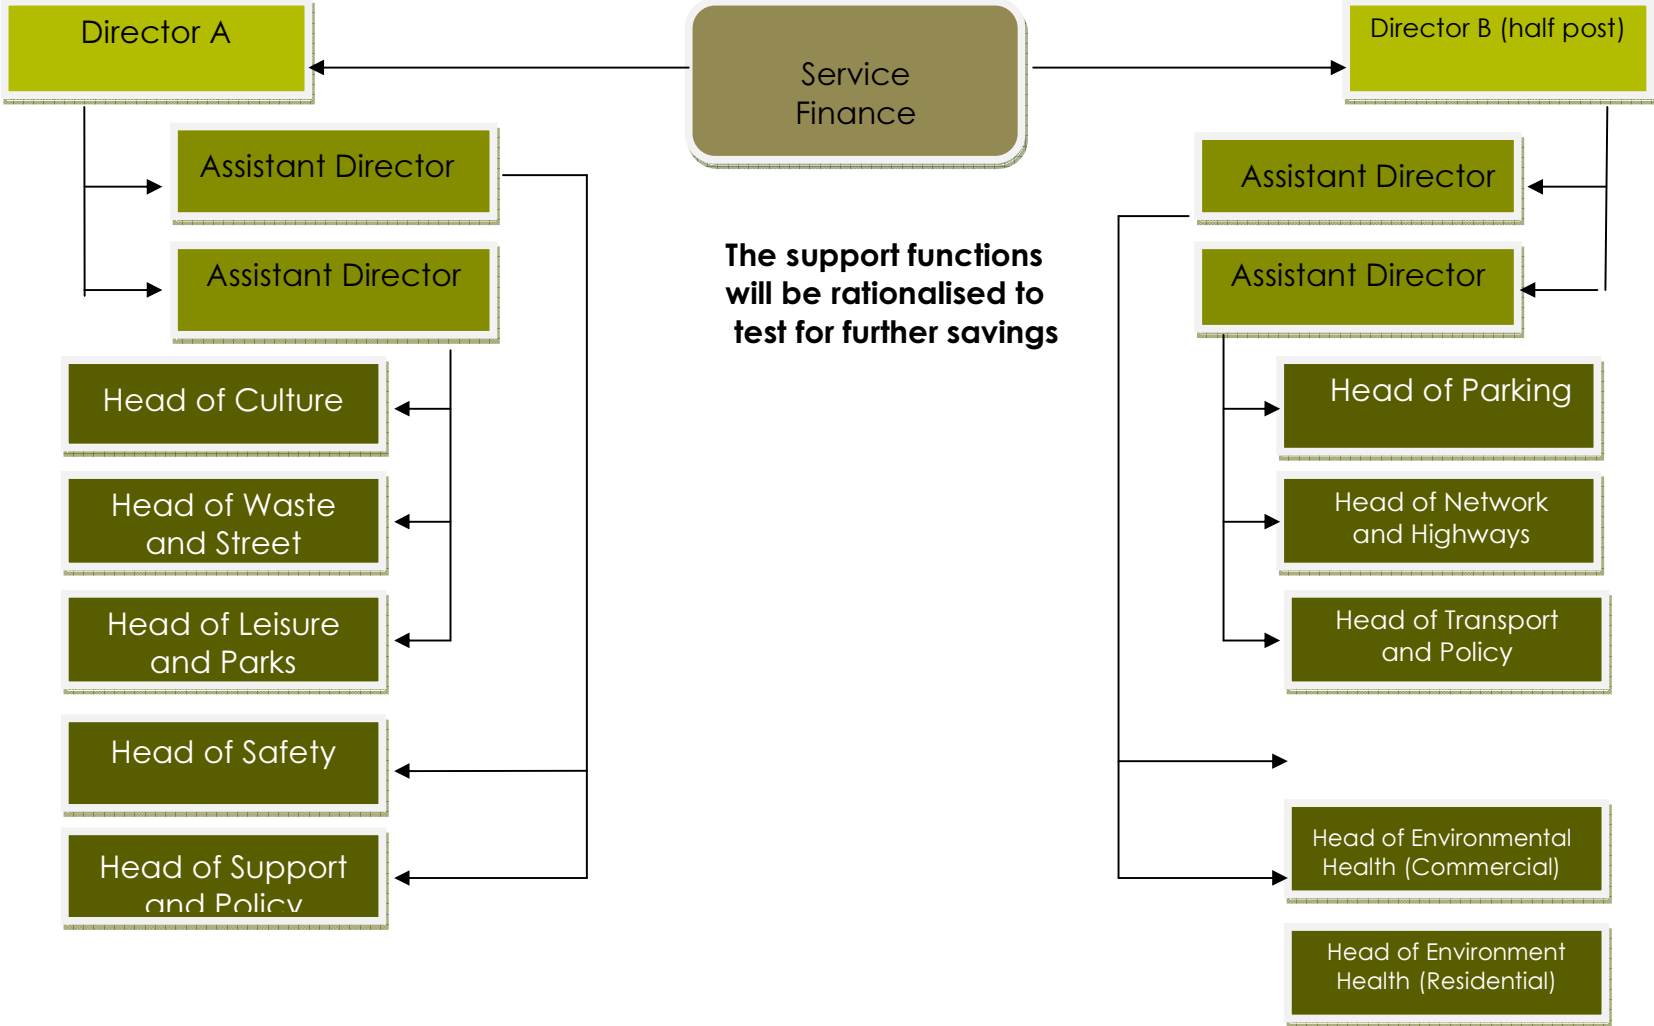 Director A
Service
Finance
Director B (half post)
Assistant Director
Assistant Director
The support functions
will be rationalised to
test for further savings
Assistant Director
Assistant Director
Head of Culture
Head of Waste
and Street
Head of Leisure
and Parks
Head of Safety
Head of Support
and Policy
Head of Parking
Head of Network
and Highways
Head of Transport
and Policy
Head of Environmental
Health (Commercial)
Head of Environment
Health (Residential)